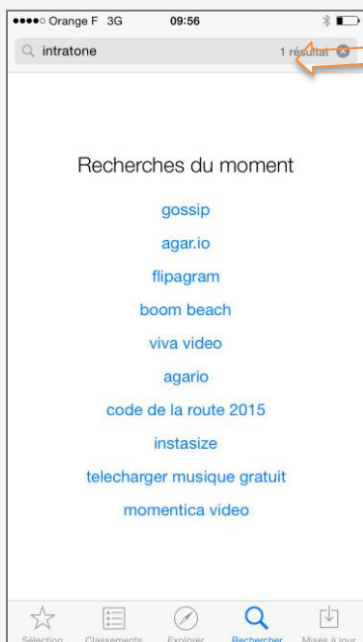 Orange F 3G 09:56
intratone 1 résultat
Recherches du moment
gossip
agar.io
flipagram
boom beach
viva video
agario
code de la route 2015
instasize
telecharger musique gratuit
momentica video
Sélection Classements Explorer Rechercher Mises à jour